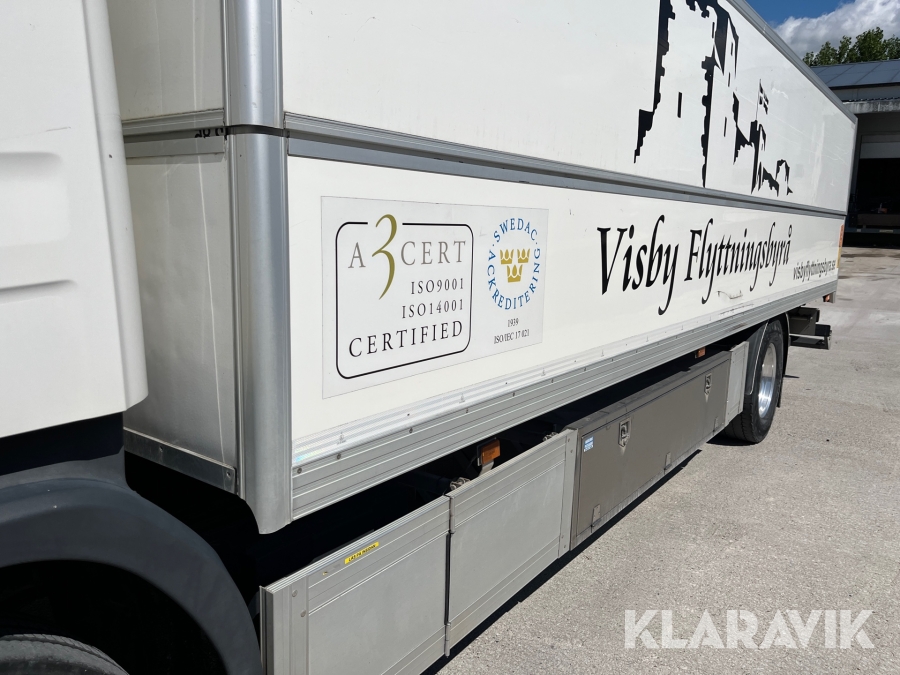 A3CERT
ISO9001
ISO14001
CERTIFIED
SWEDAC
ACKREDITERING
1939
ISO/IEC 17 021
Visby Flyttningsbyrå
visbyflyttningsbyra.se
KLARAVIK